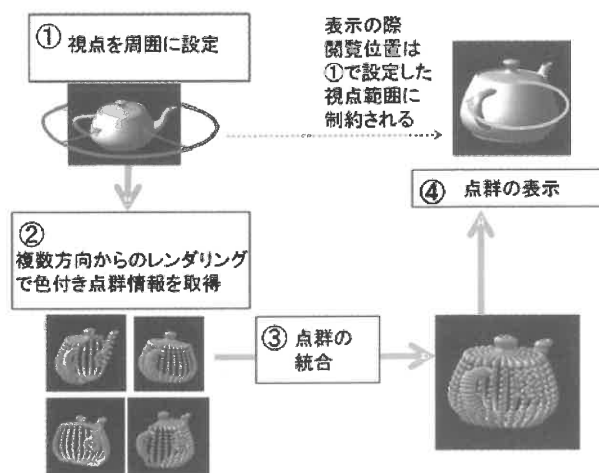 ① 視点を周囲に設定
表示の際
閲覧位置は
①で設定した
視点範囲に
制約される
②
複数方向からのレンダリング
で色付き点群情報を取得
③ 点群の
統合
④ 点群の表示